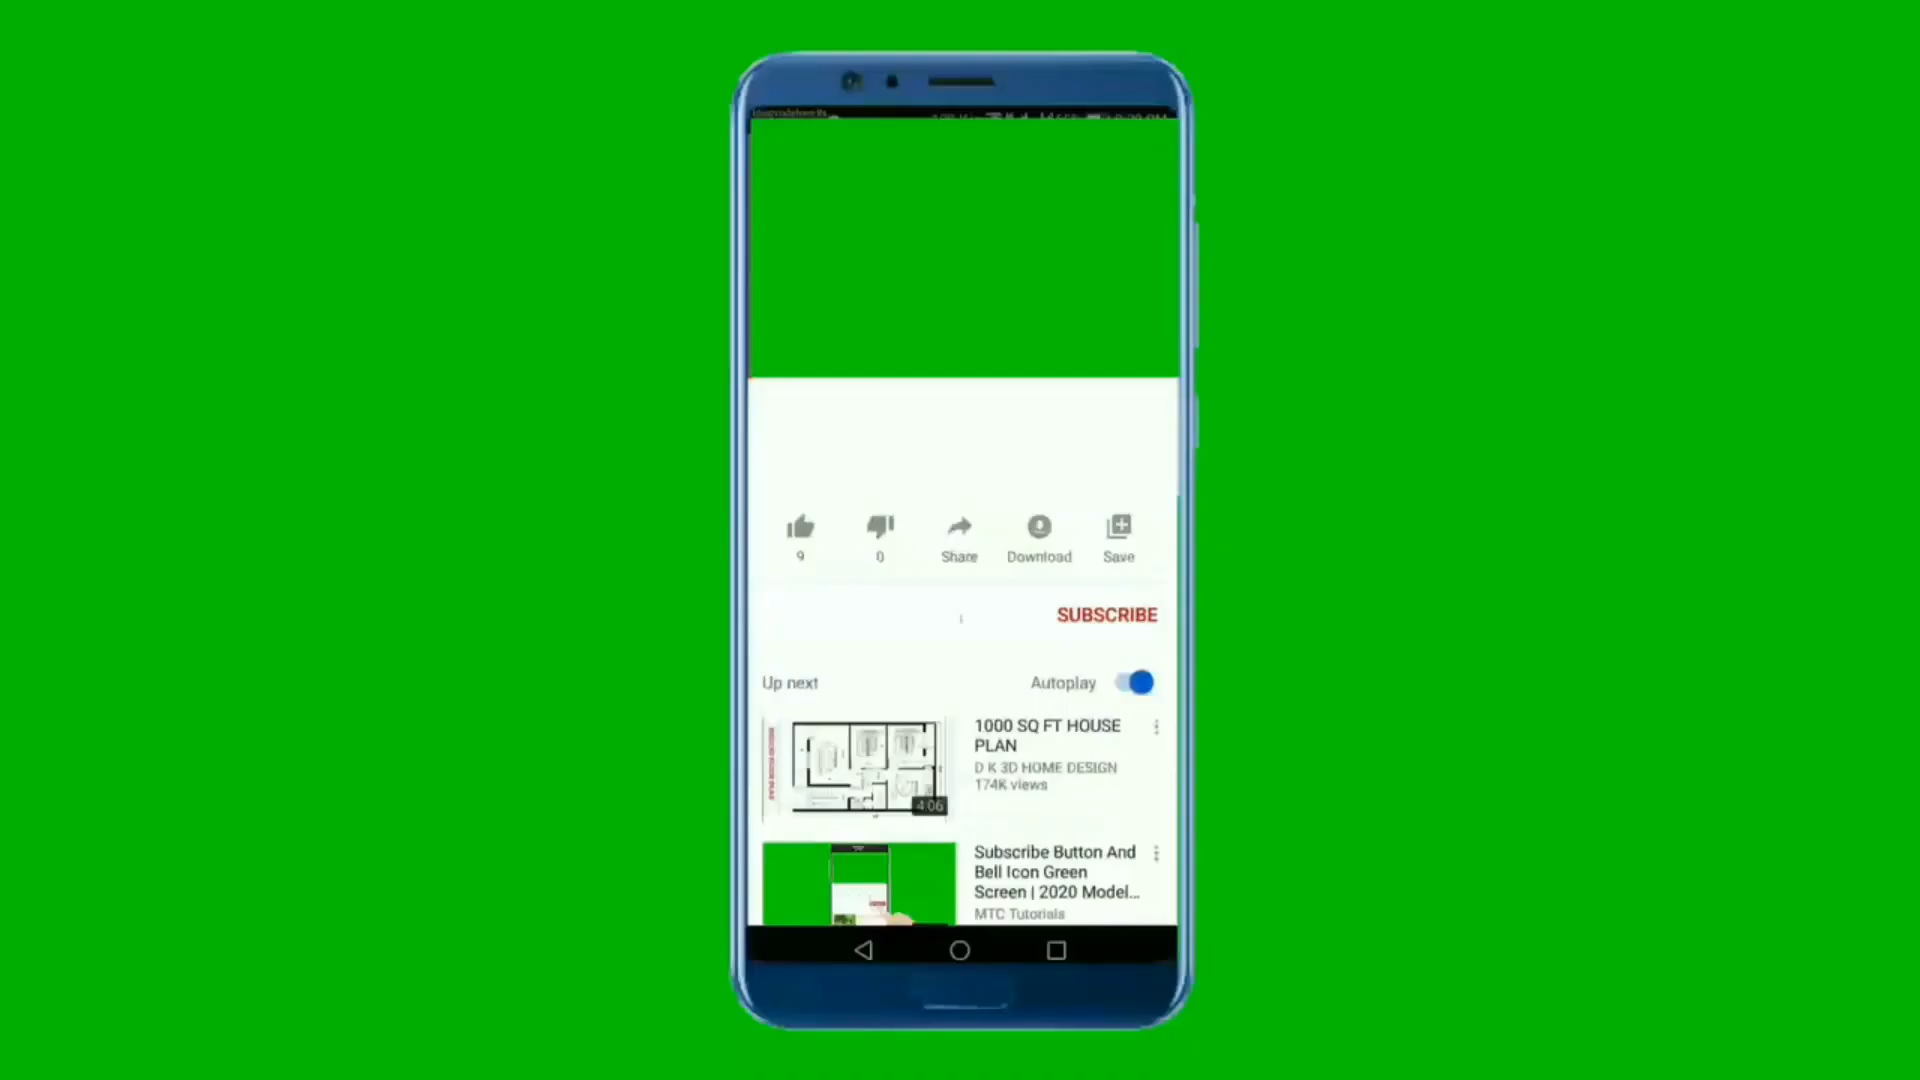 9
0
Share
Download
Save
SUBSCRIBE
Up next
Autoplay
1000 SQ FT HOUSE
PLAN
D K 3D HOME DESIGN
174K views
4:06
Subscribe Button And
Bell Icon Green
Screen | 2020 Model...
MTC Tutorials